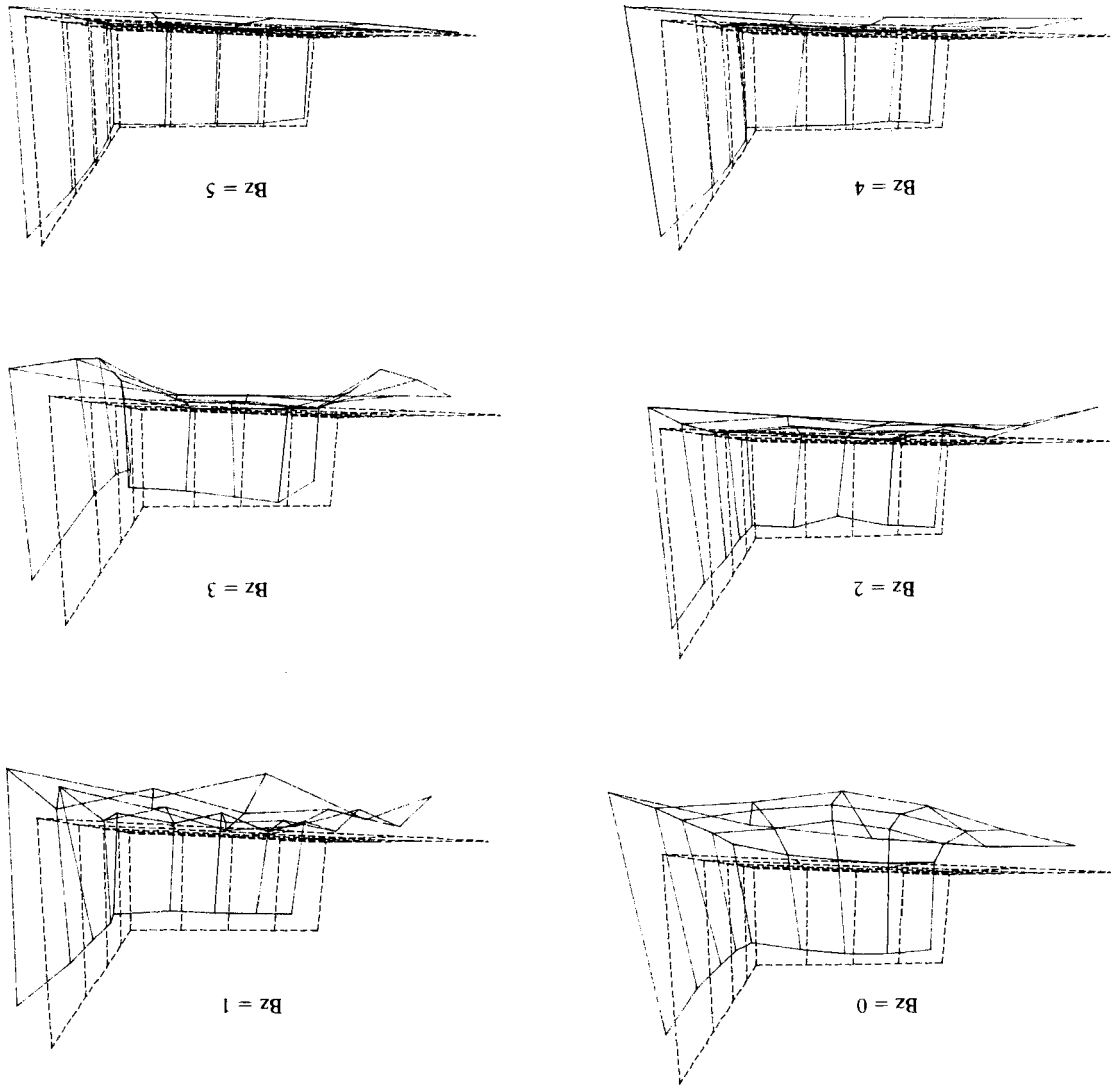 Bz = 0
Bz = 1
Bz = 2
Bz = 3
Bz = 4
Bz = 5